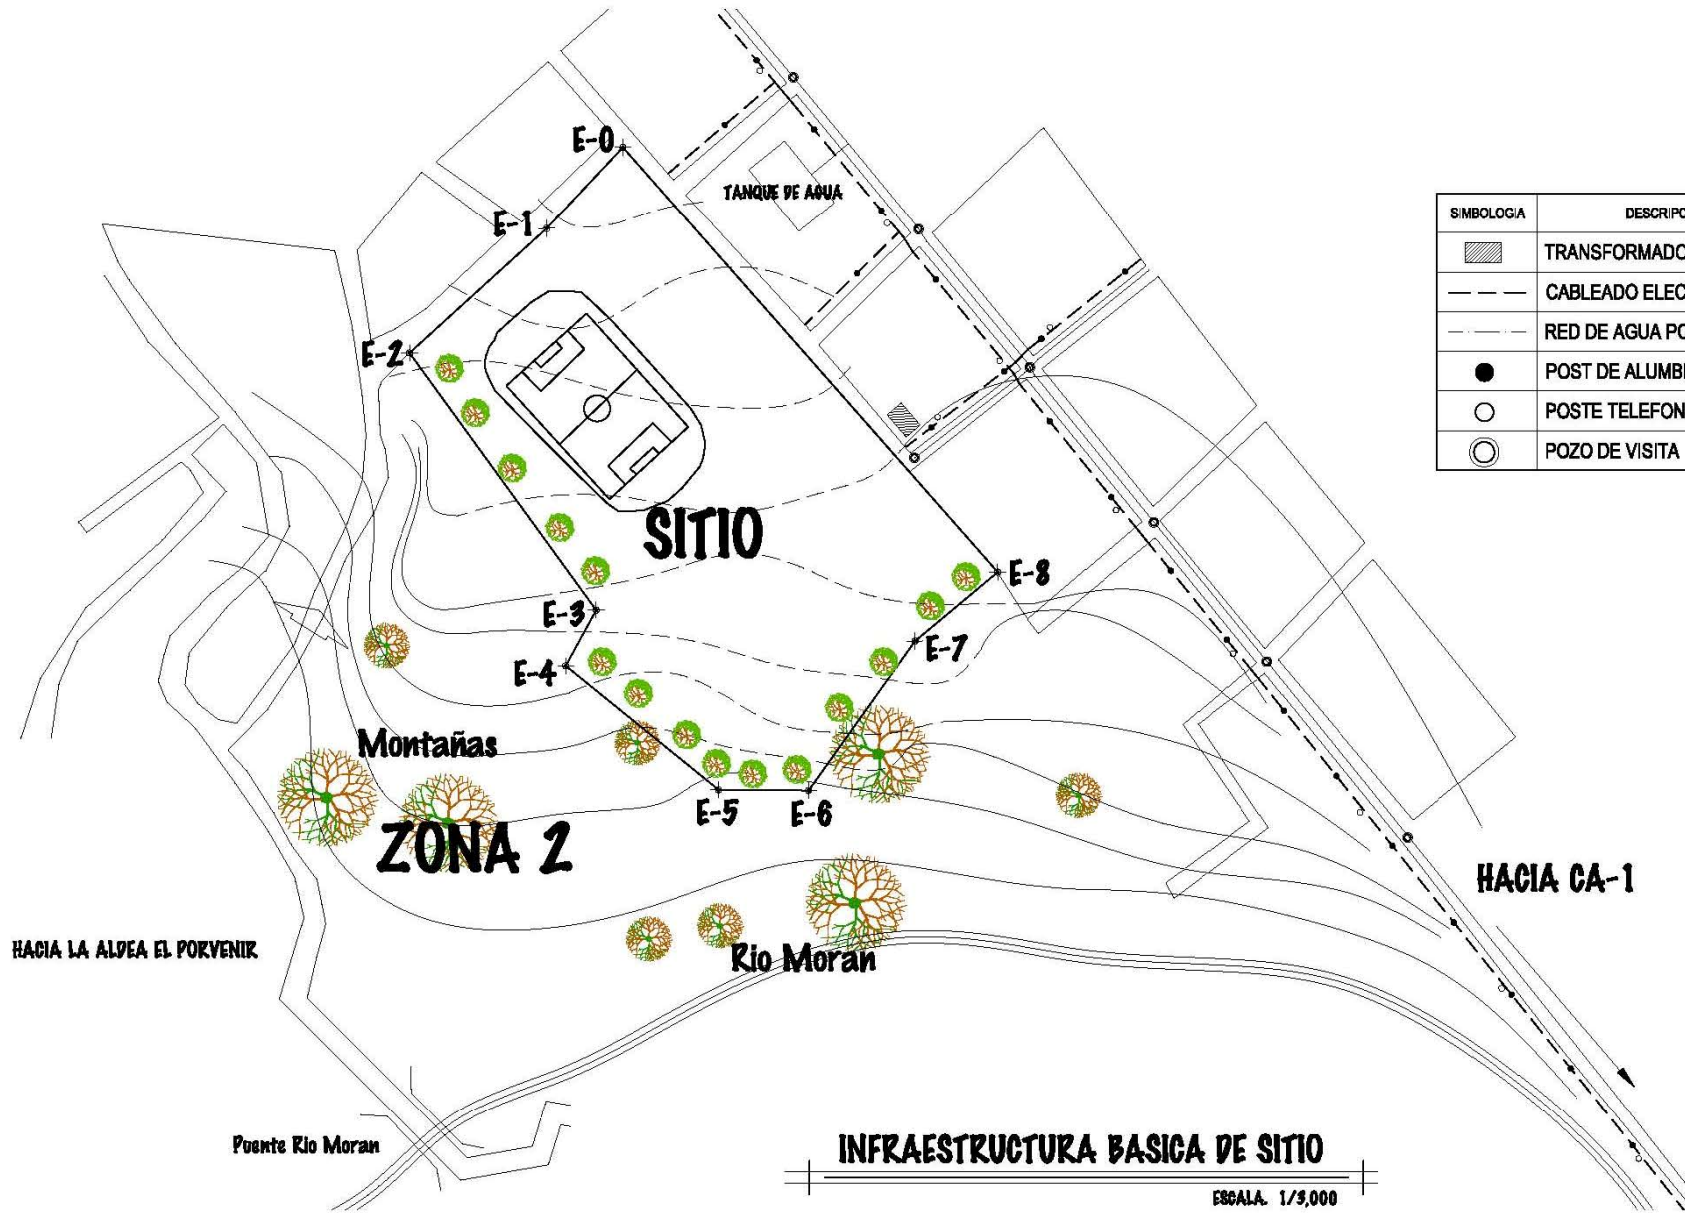 E-0
TANQUE DE AGUA
E-1
SIMBOLOGIA DESCRIPC
TRANSFORMADO
CABLEADO ELEC
RED DE AGUA PO
POST DE ALUMB
POSTE TELEFON
POZO DE VISITA
E-2
SITIO
E-8
E-3
E-7
E-4
Montañas
E-5
E-6
ZONA 2
HACIA CA-1
HACIA LA ALDEA EL PORVENIR
Rio Moran
Puente Rio Moran
INFRAESTRUCTURA BASICA DE SITIO
ESCALA. 1/3,000